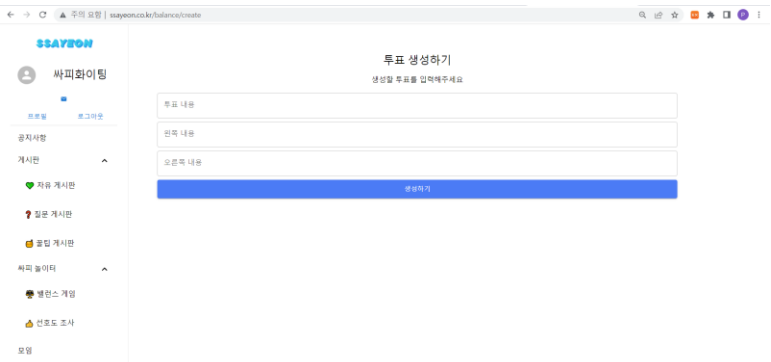 주의 요함 | ssayeon.co.kr/balance/create
P
SSAYEON
싸피화이팅
프로필 로그아웃
공지사항
게시판
자유 게시판
질문 게시판
꿀팁 게시판
싸피 놀이터
밸런스 게임
선호도 조사
모임
투표 생성하기
생성할 투표를 입력해주세요
투표 내용
왼쪽 내용
오른쪽 내용
생성하기